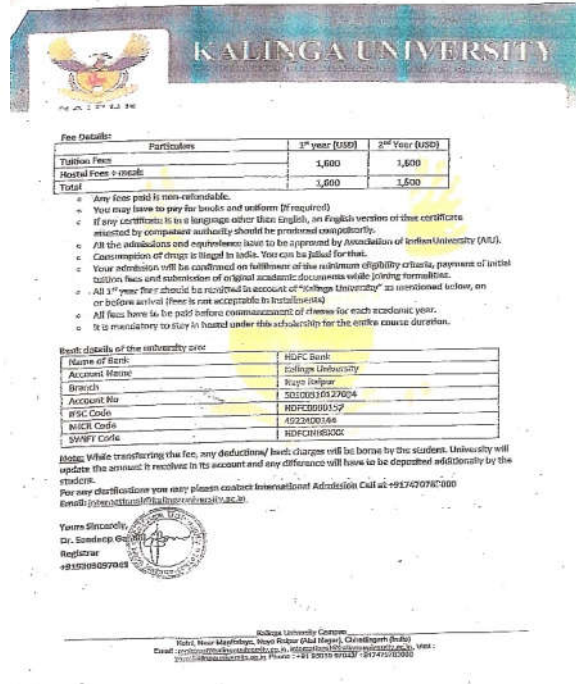 KALINGA UNIVERSITY
RAIPUR
Fee Details:
Particulars 1st year (USD) 2nd Year (USD)
Tuition Fees 1,600 1,600
Hostel Fees + meals
Total 1,600
Any fees paid is non-refundable.
You may have to pay for books and uniform (if required)
If any certificate is in a language other then English, an English version of that certificate
attested by competent authority should be produced compulsorily.
All the admissions and equivalence have to be approved by Association of Indian University (AIU).
Consumption of drugs is illegal in India. You can be jailed for that.
Your admission will be confirmed on fulfilment of the minimum eligibility criteria, payment of initial
tuition fees and submission of original academic documents while joining formalities.
All 1st year fees should be remitted in account of "Kalinga University" as mentioned below, on
or before arrival (fees is not acceptable in installments)
All fees have to be paid before commencement of classes for each academic year.
It is mandatory to stay in hostel under this scholarship for the entire course duration.
Bank details of the university are:
Name of Bank HDFC Bank
Account Name Kalinga University
Branch Naya Raipur
Account No
IFSC Code HDFC0000157
MICR Code
SWIFT Code
Note: While transferring the fee, any deductions/ bank charges will be borne by the student. University will
update the amount it receives in its account and any difference will have to be deposited additionally by the
student.
For any clarifications you may please contact International Admission Cell at
Email: international@kalingauniversity.ac.in
Yours Sincerely,
Dr. Sandeep
Registrar
Kalinga University Campus
Kotni, Near Mantralaya, Naya Raipur (Atal Nagar), Chhattisgarh (India)